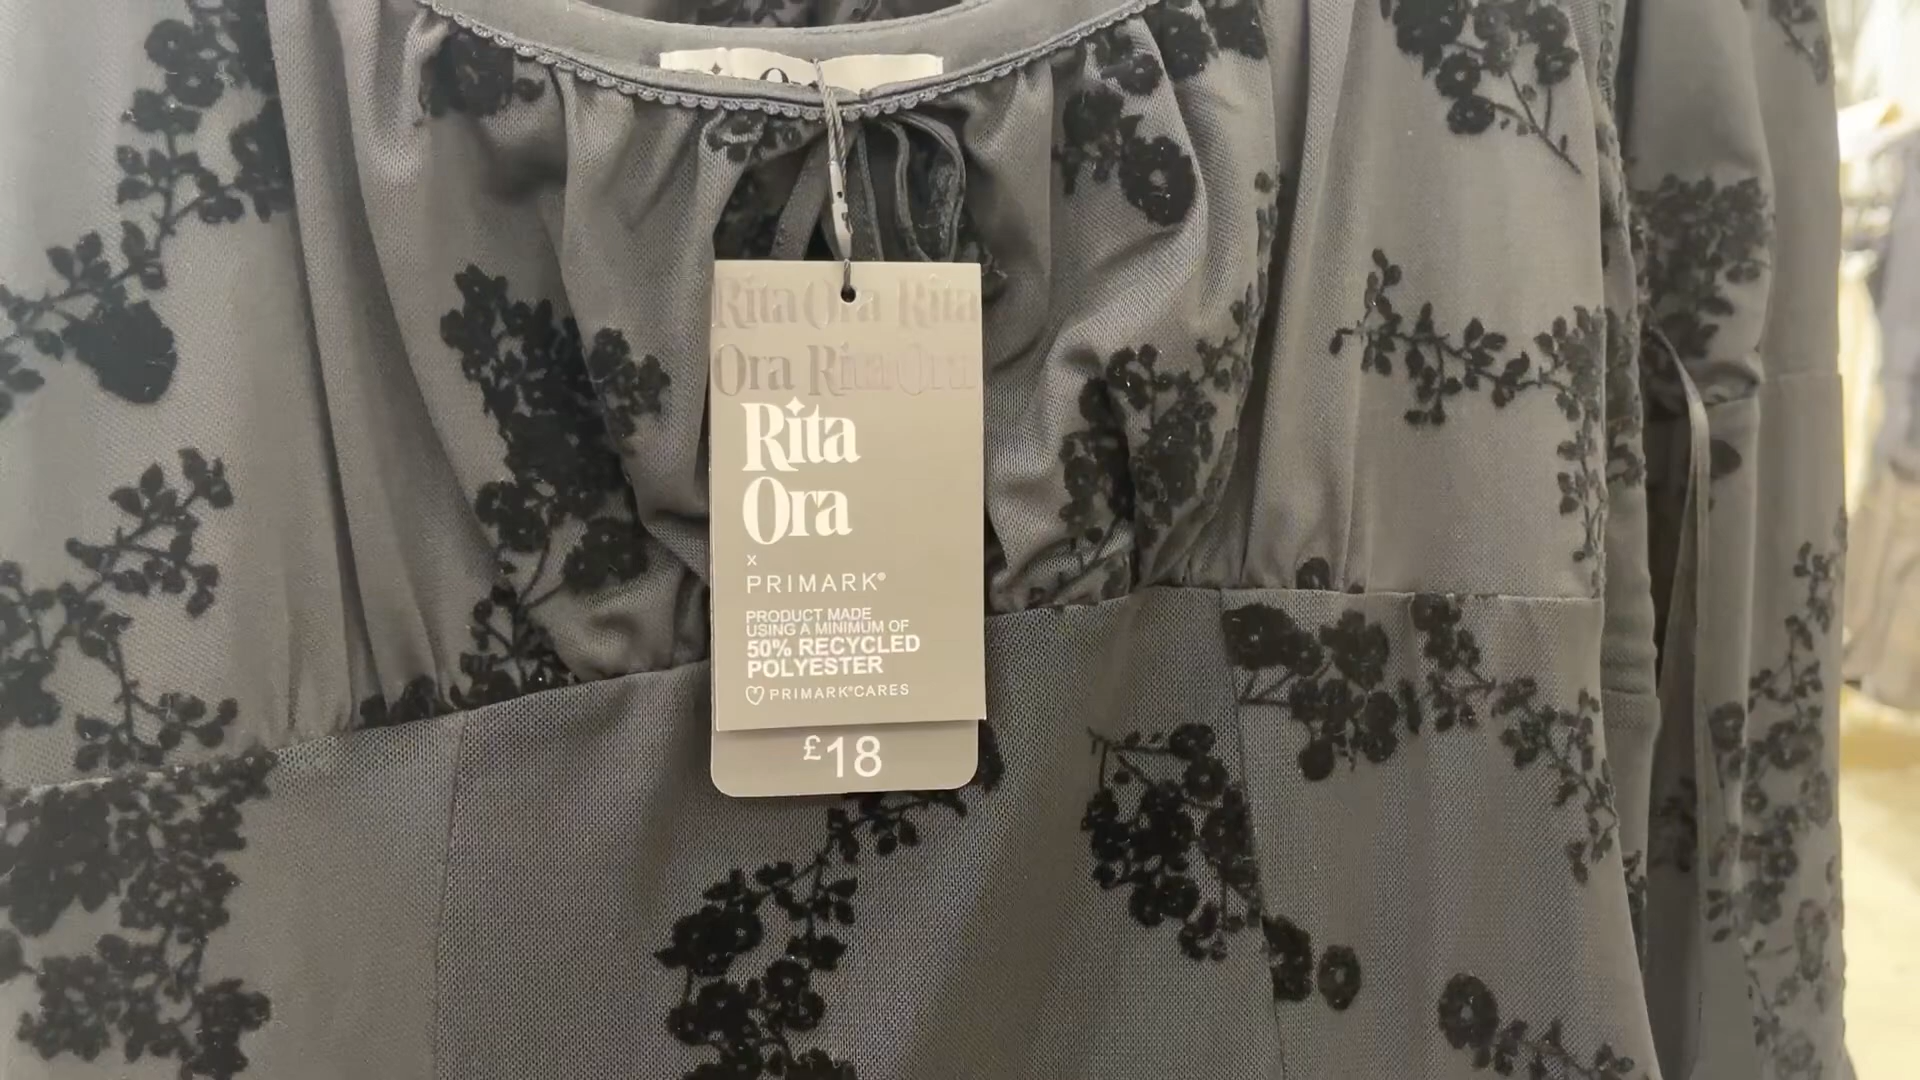 Rita Ora Rita
Ora Rita Ora
Rita
Ora
x
PRIMARK®
PRODUCT MADE
USING A MINIMUM OF
50% RECYCLED
POLYESTER
PRIMARK®CARES
£18